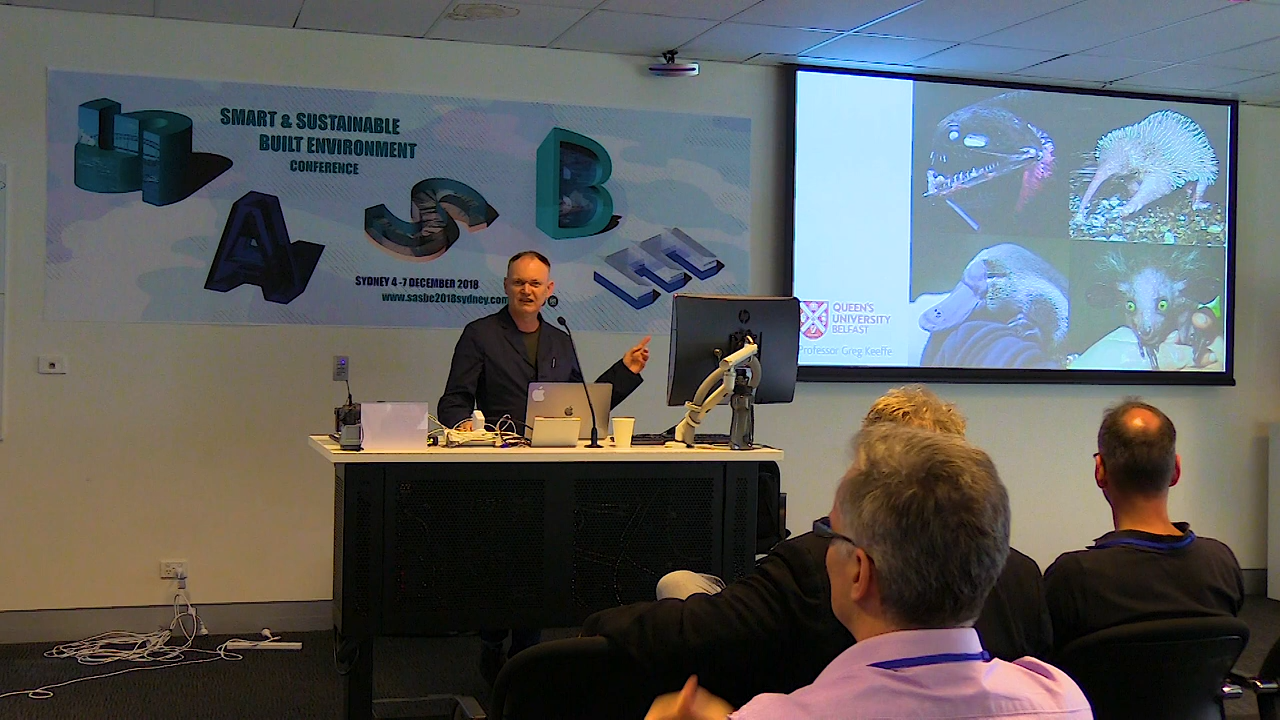 SMART & SUSTAINABLE
BUILT ENVIRONMENT
CONFERENCE
S
A
S
B
E
SYDNEY 4 -7 DECEMBER 2018
www.sasbe2018sydney.com
QUEEN'S
UNIVERSITY
BELFAST
Professor Greg Keeffe
hp